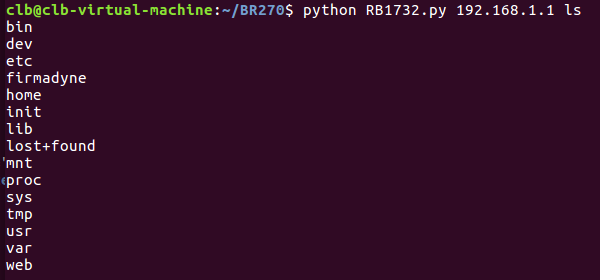 clb@clb-virtual-machine:~/BR270$ python RB1732.py 192.168.1.1 ls
bin
dev
etc
firmadyne
home
init
lib
lost+found
mnt
proc
sys
tmp
usr
var
web